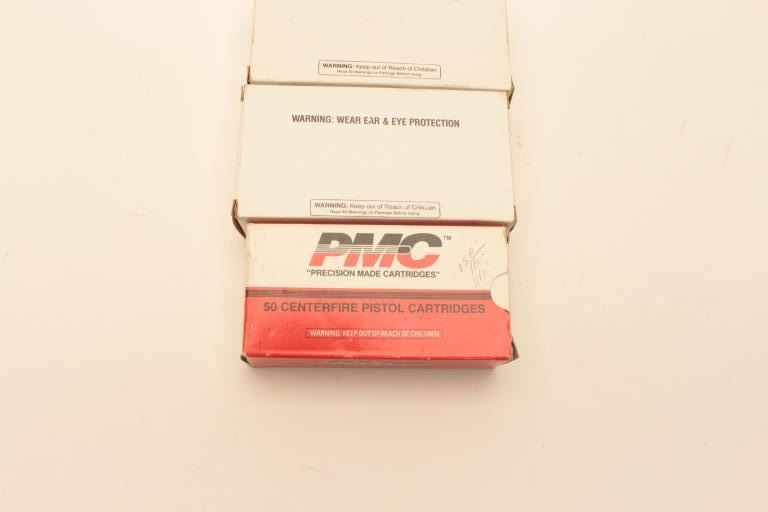 WARNING: Keep out of Reach of Children
Read All Warnings on Package Before Using.
WARNING: WEAR EAR & EYE PROTECTION
WARNING: Keep out of Reach of Children
Read All Warnings on Package Before Using.
PMC™
"PRECISION MADE CARTRIDGES"
50 CENTERFIRE PISTOL CARTRIDGES
WARNING: KEEP OUT OF REACH OF CHILDREN